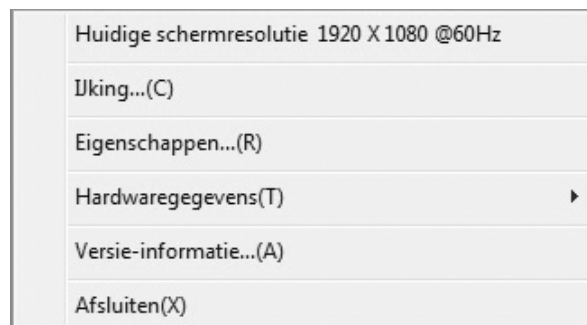 Huidige schermresolutie 1920 X 1080 @60Hz
IJking...(C)
Eigenschappen...(R)
Hardwaregegevens(T)
Versie-informatie...(A)
Afsluiten(X)